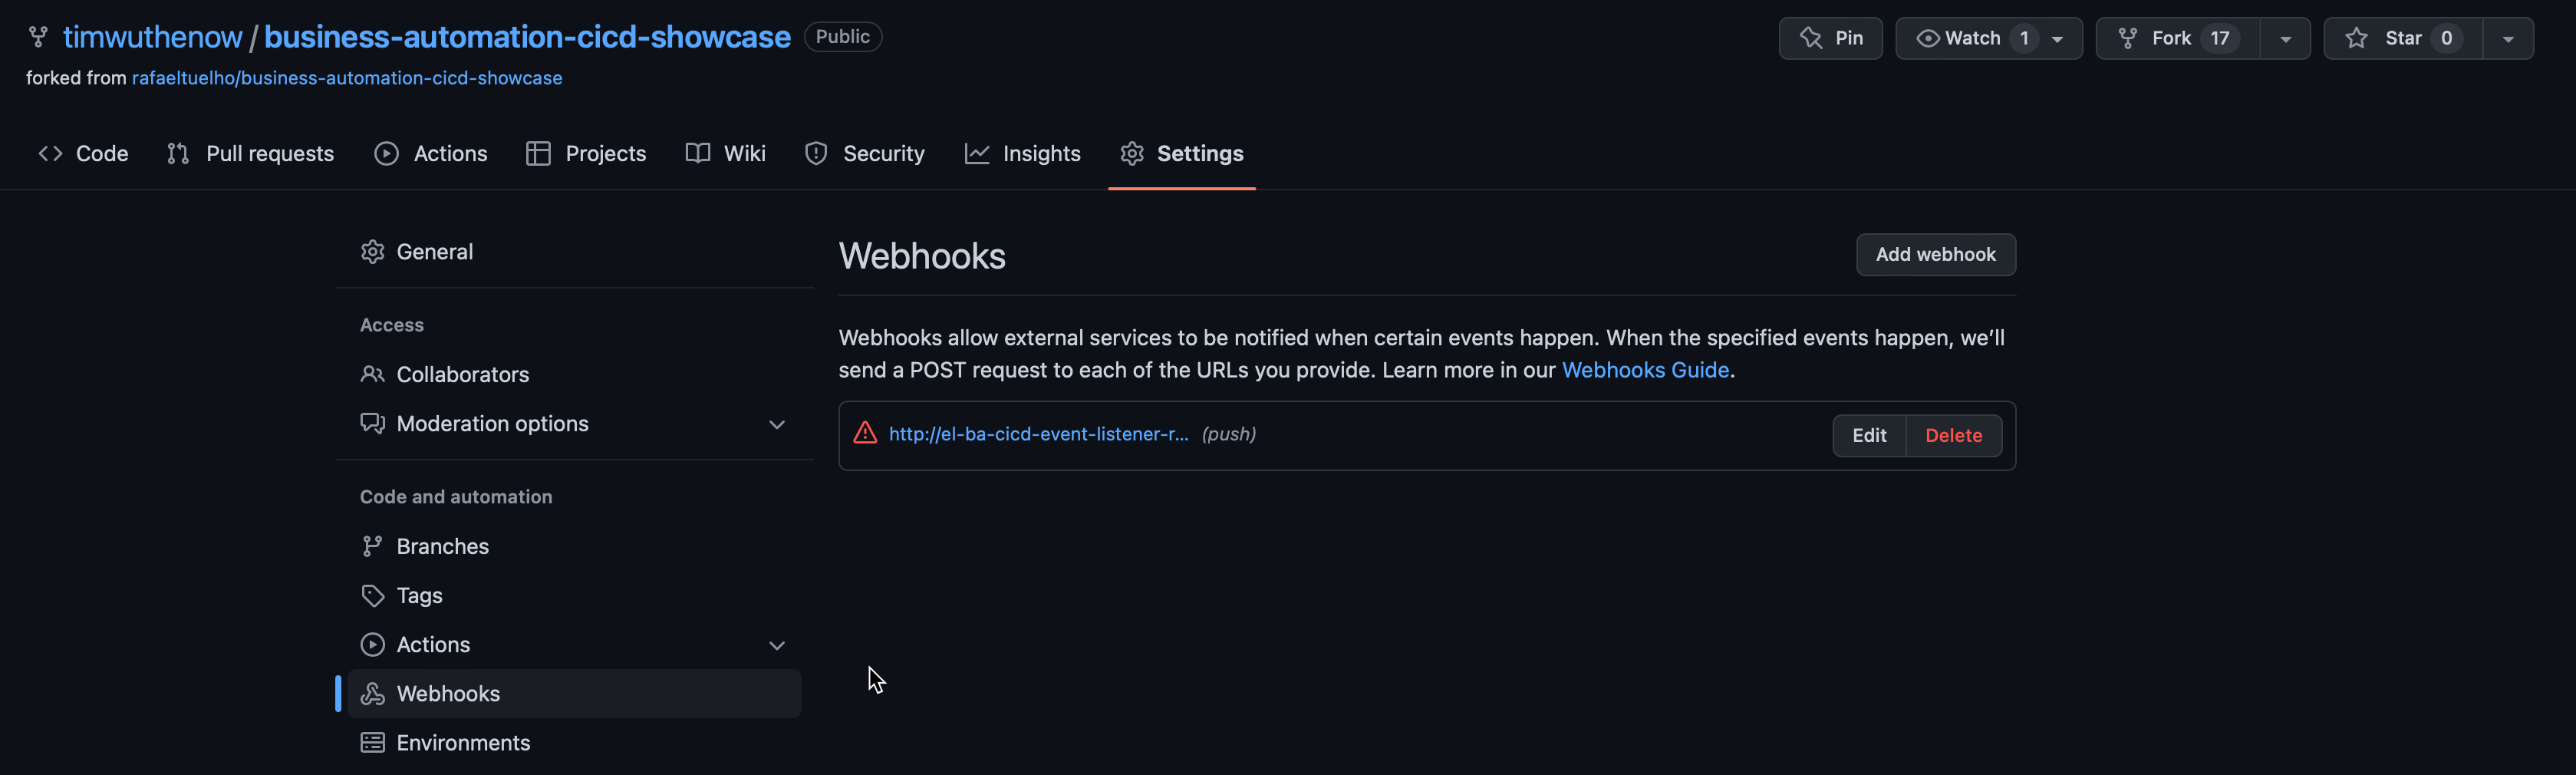 timwuthenow / business-automation-cicd-showcase Public
Pin Watch 1 Fork 17 Star 0
forked from rafaeltuelho/business-automation-cicd-showcase
Code Pull requests Actions Projects Wiki Security Insights Settings
General
Access
Collaborators
Moderation options
Code and automation
Branches
Tags
Actions
Webhooks
Environments
Webhooks
Add webhook
Webhooks allow external services to be notified when certain events happen. When the specified events happen, we’ll
send a POST request to each of the URLs you provide. Learn more in our Webhooks Guide.
http://el-ba-cicd-event-listener-r... (push)
Edit Delete